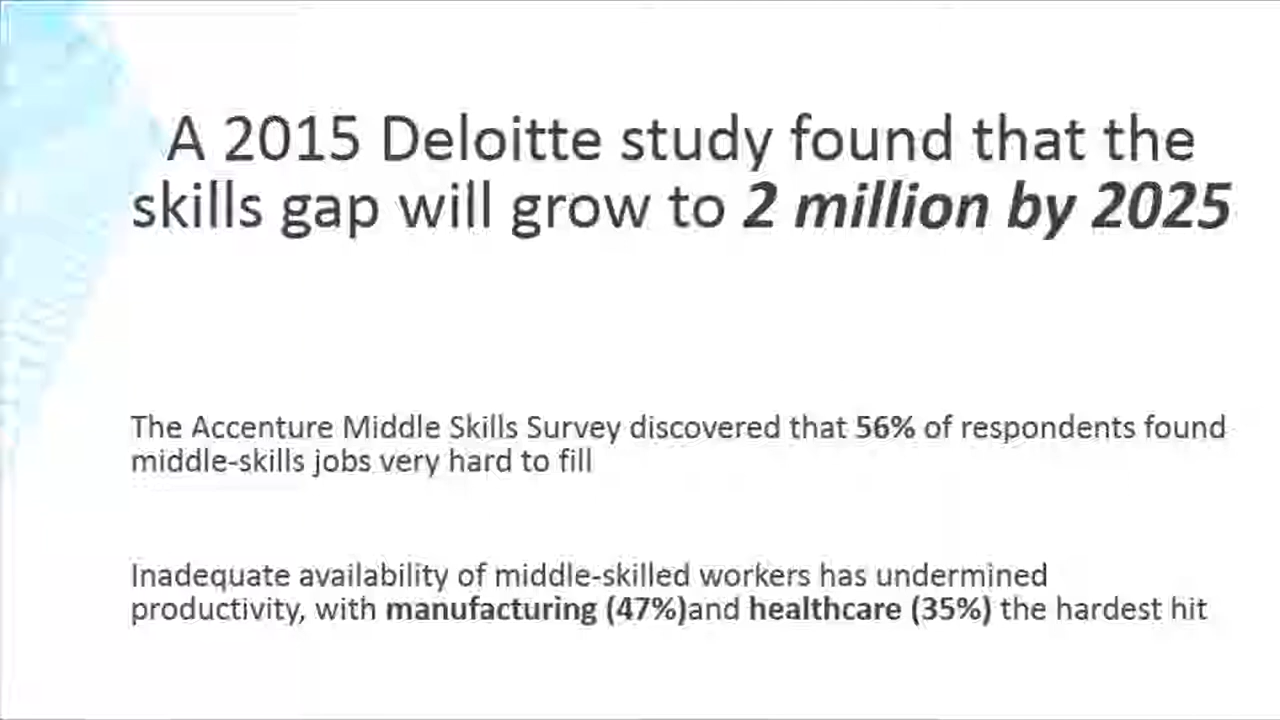 A 2015 Deloitte study found that the
skills gap will grow to 2 million by 2025
The Accenture Middle Skills Survey discovered that 56% of respondents found
middle-skills jobs very hard to fill
Inadequate availability of middle-skilled workers has undermined
productivity, with manufacturing (47%)and healthcare (35%) the hardest hit